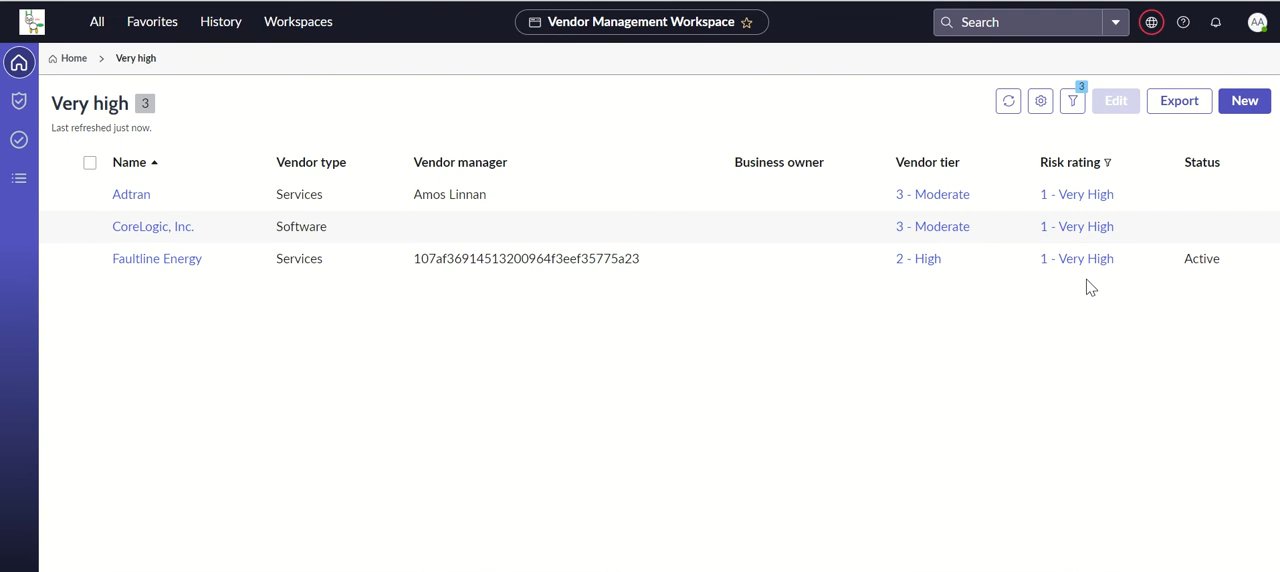 All Favorites History Workspaces Vendor Management Workspace Search AA
Home > Very high
Very high 3
3
Edit Export New
Last refreshed just now.
Name Vendor type Vendor manager Business owner Vendor tier Risk rating Status
Adtran Services Amos Linnan 3 - Moderate 1 - Very High
CoreLogic, Inc. Software 3 - Moderate 1 - Very High
Faultline Energy Services 107af36914513200964f3eef35775a23 2 - High 1 - Very High Active